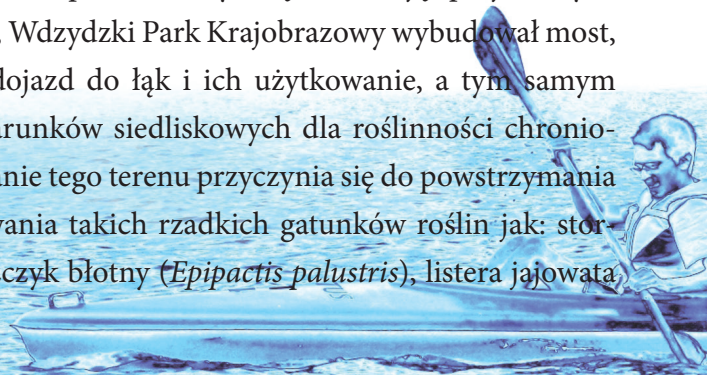 Wdzydzki Park Krajobrazowy wybudował most,
dojazd do łąk i ich użytkowanie, a tym samym
runków siedliskowych dla roślinności chronio-
nie tego terenu przyczynia się do powstrzymania
wania takich rzadkich gatunków roślin jak: stor-
czyk błotny (Epipactis palustris), listera jajowata